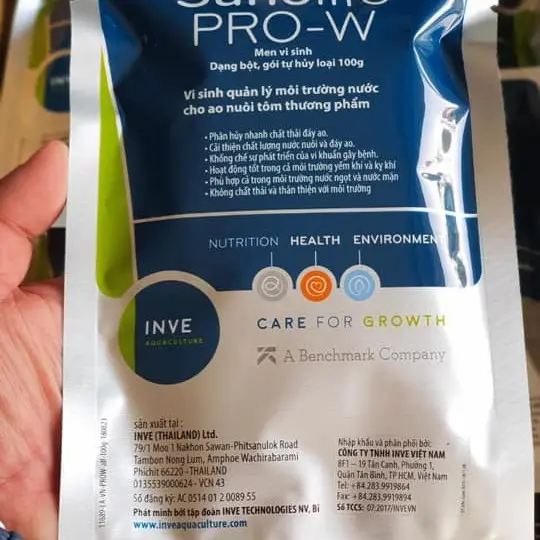 PRO-W
Men vi sinh
Dạng bột, gói tự hủy loại 100g
Vi sinh quản lý môi trường nước
cho ao nuôi tôm thương phẩm
• Phân hủy nhanh chất thải đáy ao.
• Cải thiện chất lượng nước nuôi và đáy ao.
• Khống chế sự phát triển của vi khuẩn gây bệnh.
• Hoạt động tốt trong cả môi trường yếm khí và kỵ khí
• Phù hợp cả trong môi trường nước ngọt và nước mặn
• Không chất thải và thân thiện với môi trường
NUTRITION HEALTH ENVIRONMENT
INVE
AQUACULTURE
CARE FOR GROWTH
A Benchmark Company
sản xuất tại :
INVE (THAILAND) Ltd.
79/1 Moo 1 Nakhon Sawan-Phitsanulok Road
Tambon Nong Lum, Amphoe Wachirabarami
Phichit 66220 - THAILAND
0135539000624 - VCN 43
Số đăng ký: AC 0514 01 2 0089 55
Phát minh bởi tập đoàn INVE TECHNOLOGIES NV, Bỉ
www.inveaquaculture.com
Nhập khẩu và phân phối bởi:
CÔNG TY TNHH INVE VIỆT NAM
8F1 – 19 Tân Canh, Phường 1,
Quận Tân Bình, TP HCM, Việt Nam
Tel: +84.283.9919864
Fax: +84.283.9914894
Số TCCS: 07:2017/INVEVN